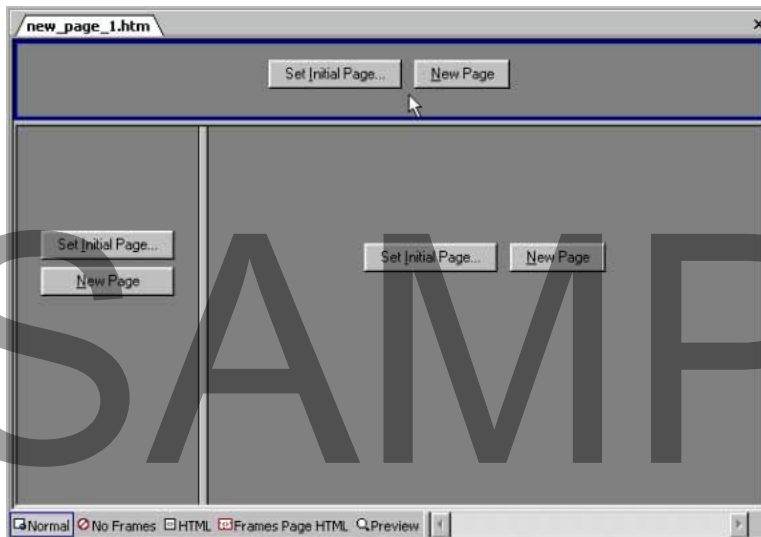 new_page_1.htm
Set Initial Page... New Page
Set Initial Page...
New Page
Set Initial Page... New Page
SAMP
Normal No Frames HTML Frames Page HTML Preview